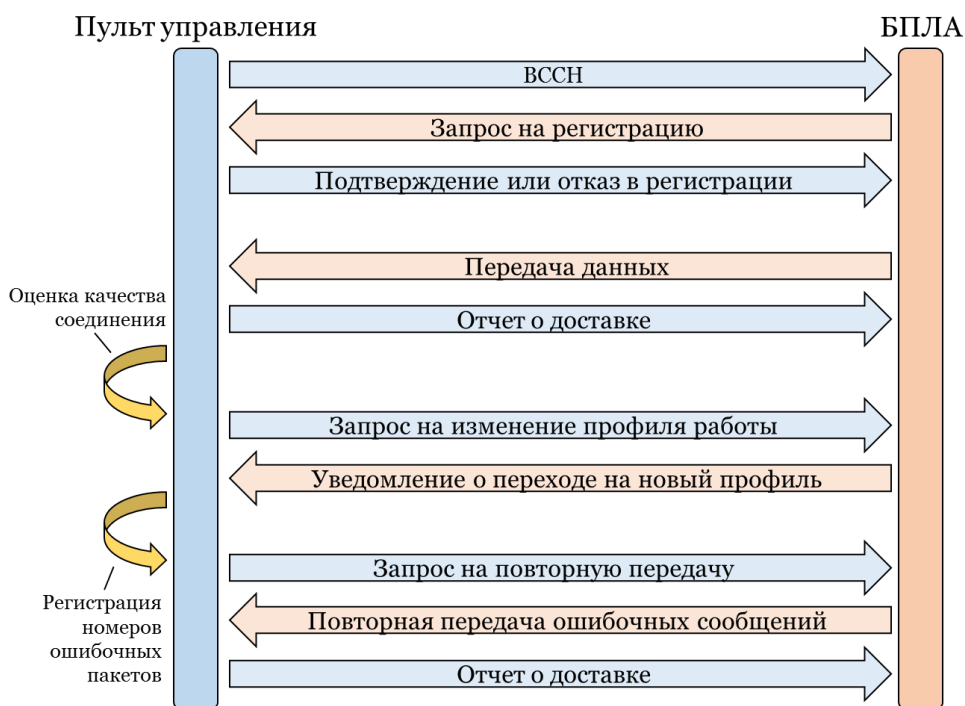 Пульт управления
БПЛА
ВССН
Запрос на регистрацию
Подтверждение или отказ в регистрации
Передача данных
Оценка качества
соединения
Отчет о доставке
Запрос на изменение профиля работы
Уведомление о переходе на новый профиль
Запрос на повторную передачу
Регистрация
номеров
ошибочных
пакетов
Повторная передача ошибочных сообщений
Отчет о доставке